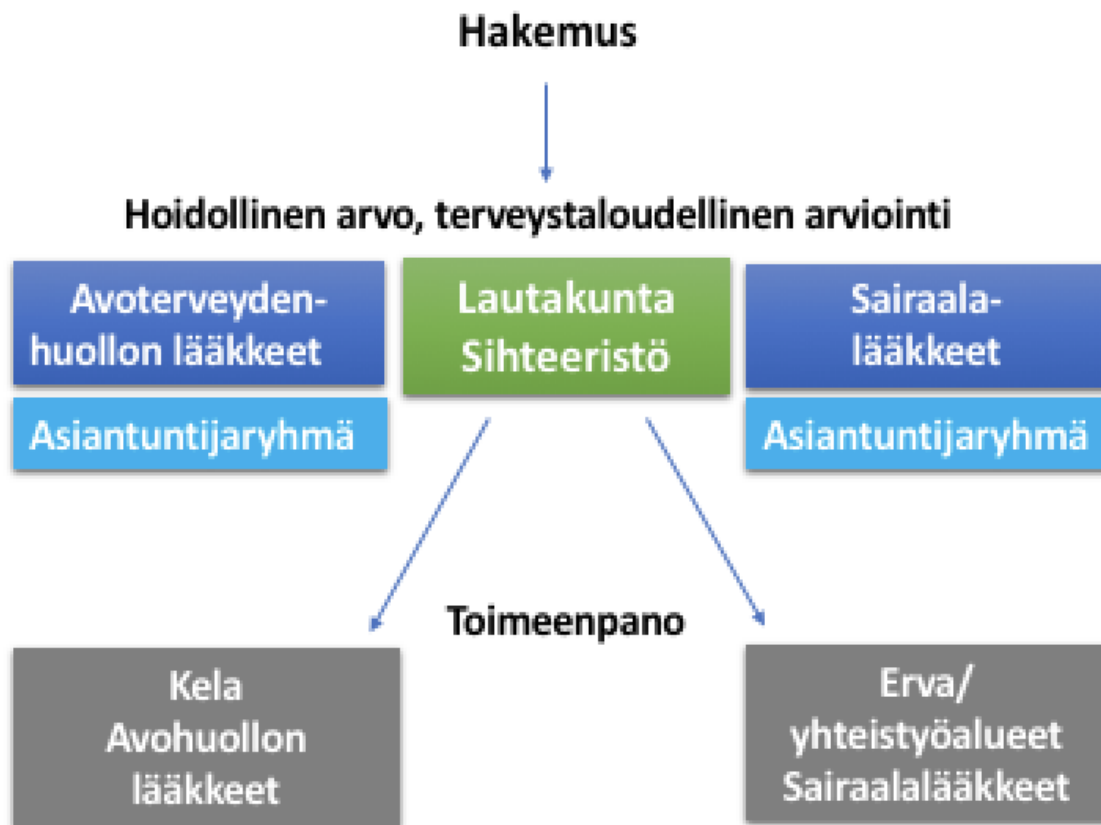 Hakemus
Hoidollinen arvo, terveystaloudellinen arviointi
Avoterveyden-
huollon lääkkeet
Asiantuntijaryhmä
Lautakunta
Sihteeristö
Sairaala-
lääkkeet
Asiantuntijaryhmä
Toimeenpano
Kela
Avohuollon
lääkkeet
Erva/
yhteistyöalueet
Sairaalalääkkeet